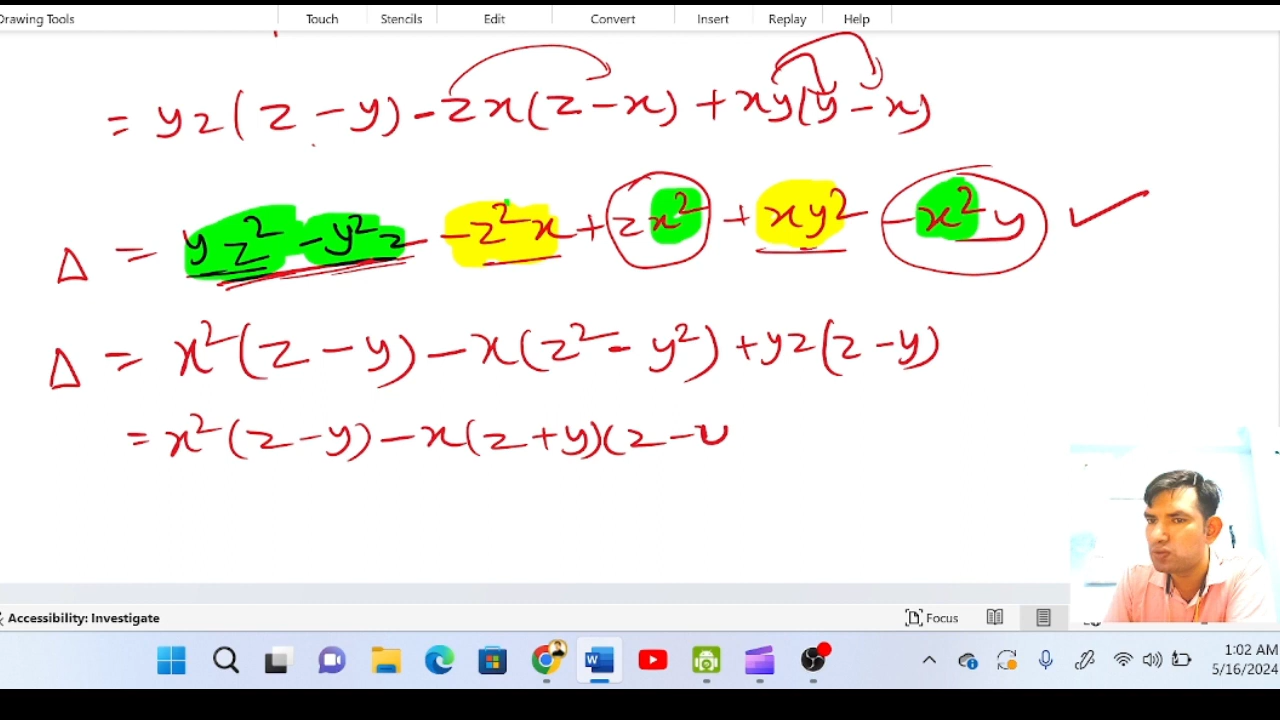 Drawing Tools Touch Stencils Edit Convert Insert Replay Help
= yz(z-y) - zx(z-x) + xy(y-x)
Δ = yz² - y²z - z²x + zx² + xy² - x²y ✓
Δ = x²(z-y) - x(z² - y²) + yz(z-y)
= x²(z-y) - x(z+y)(z-
Accessibility: Investigate Focus
1:02 AM
5/16/2024